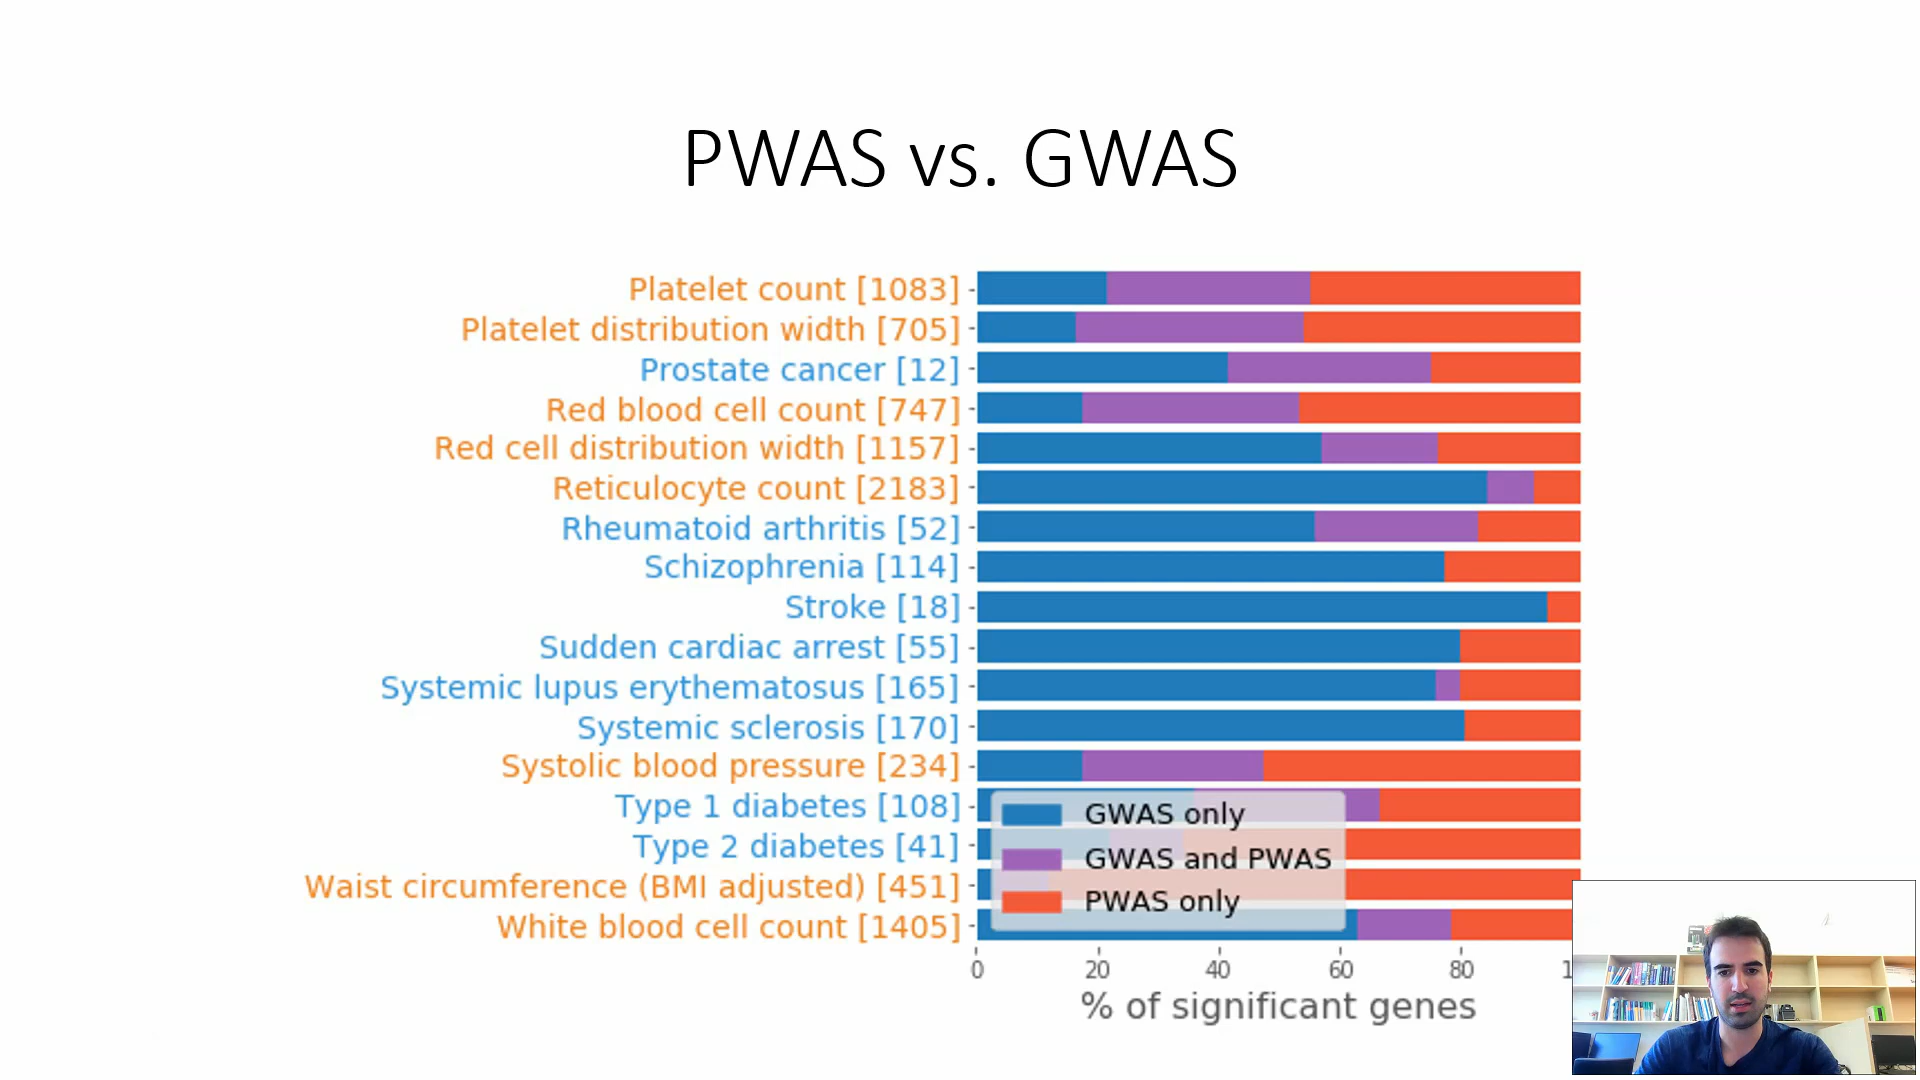 PWAS vs. GWAS
Platelet count [1083]
Platelet distribution width [705]
Prostate cancer [12]
Red blood cell count [747]
Red cell distribution width [1157]
Reticulocyte count [2183]
Rheumatoid arthritis [52]
Schizophrenia [114]
Stroke [18]
Sudden cardiac arrest [55]
Systemic lupus erythematosus [165]
Systemic sclerosis [170]
Systolic blood pressure [234]
Type 1 diabetes [108]
Type 2 diabetes [41]
Waist circumference (BMI adjusted) [451]
White blood cell count [1405]
GWAS only
GWAS and PWAS
PWAS only
0 20 40 60 80 1
% of significant genes